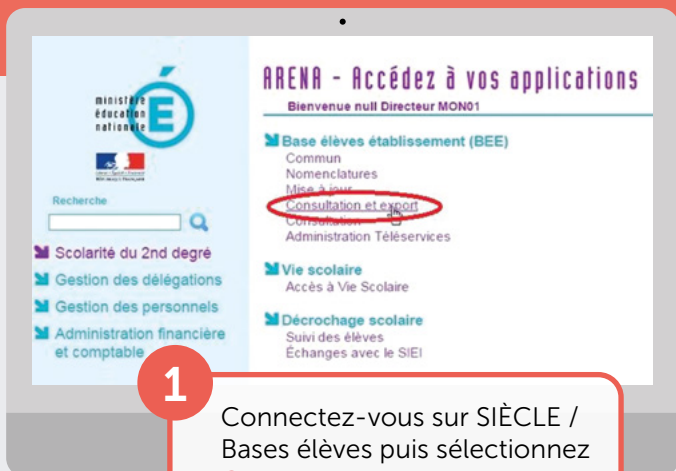 ministère
éducation
nationale
É
Recherche
Scolarité du 2nd degré
Gestion des délégations
Gestion des personnels
Administration financière
et comptable
ARENA - Accédez à vos applications
Bienvenue null Directeur MON01
Base élèves établissement (BEE)
Commun
Nomenclatures
Mise à jour
Consultation et export
Consultation
Administration Téléservices
Vie scolaire
Accès à Vie Scolaire
Décrochage scolaire
Suivi des élèves
Échanges avec le SIEI
1
Connectez-vous sur SIÈCLE /
Bases élèves puis sélectionnez